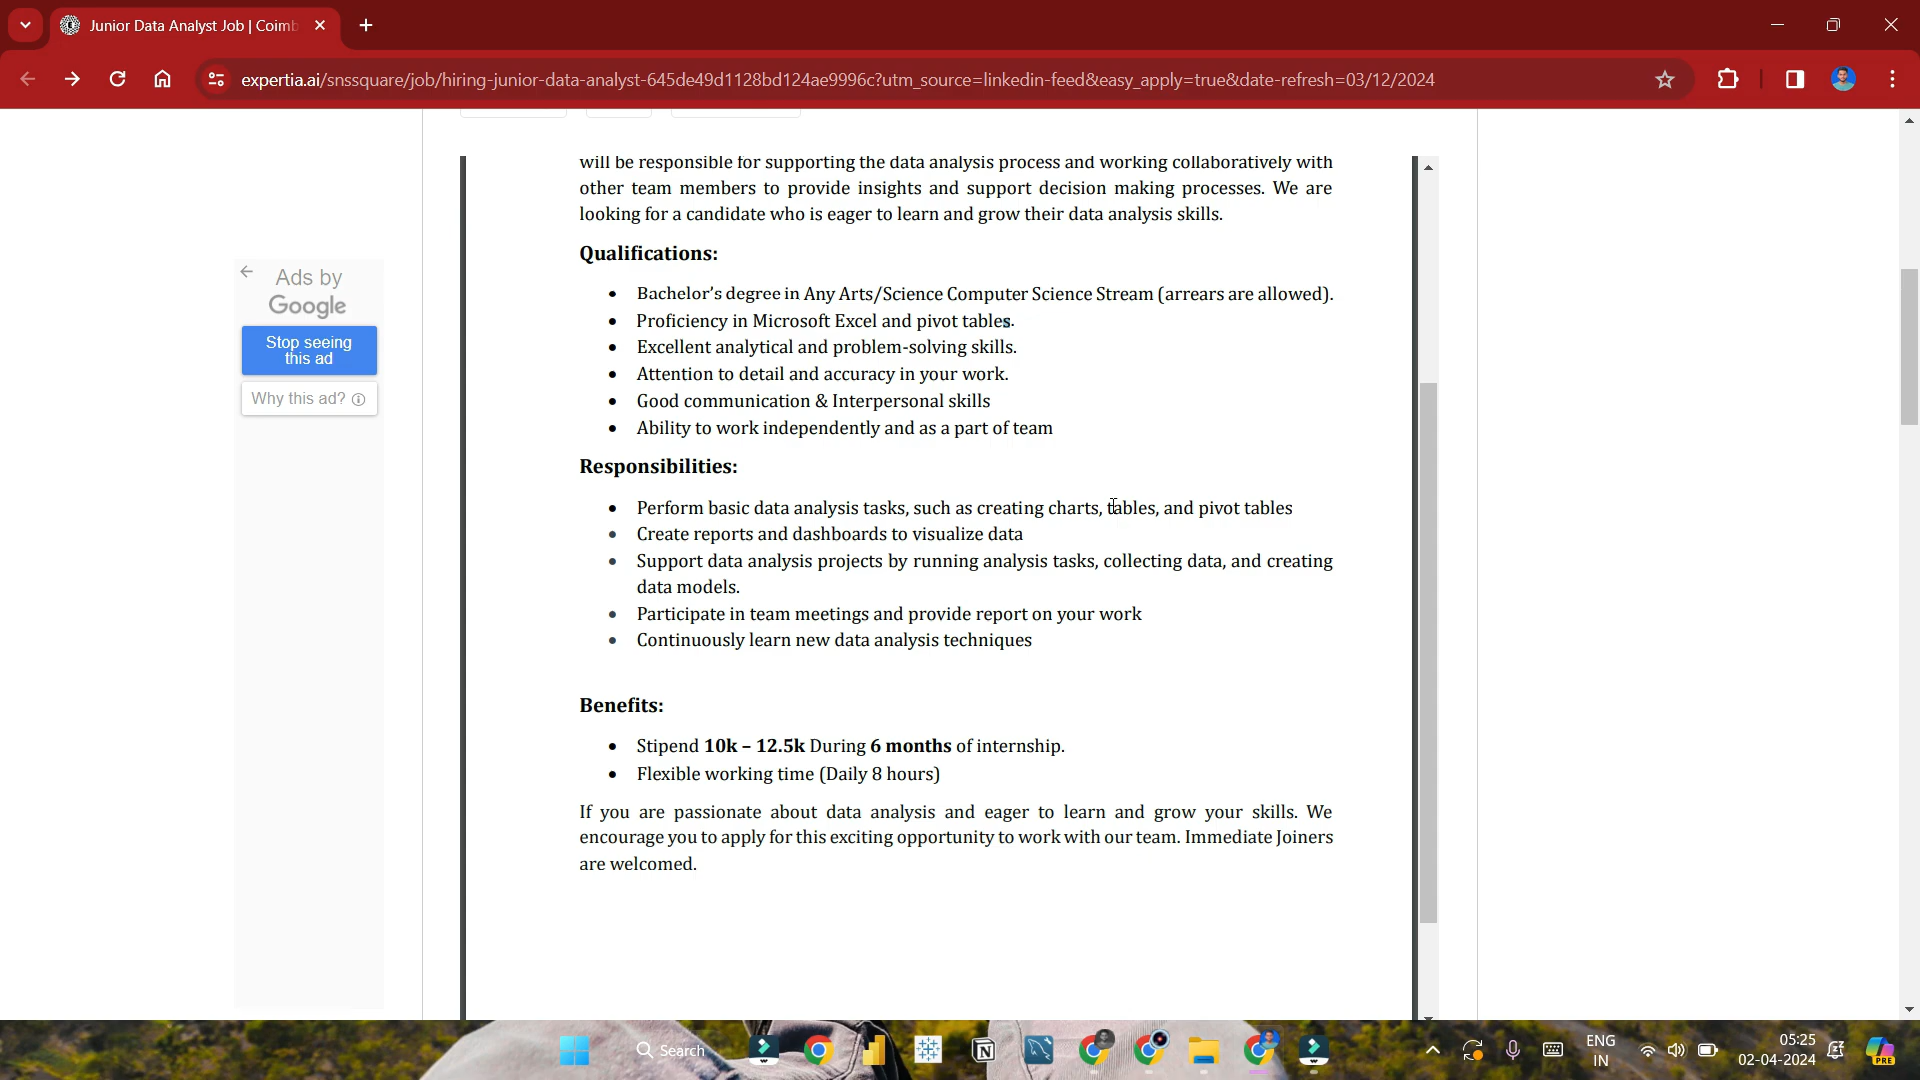 Junior Data Analyst Job | Coimb
expertia.ai/snssquare/job/hiring-junior-data-analyst-645de49d1128bd124ae9996c?utm_source=linkedin-feed&easy_apply=true&date-refresh=03/12/2024
Ads by
Google
Stop seeing
this ad
Why this ad?
will be responsible for supporting the data analysis process and working collaboratively with
other team members to provide insights and support decision making processes. We are
looking for a candidate who is eager to learn and grow their data analysis skills.
Qualifications:
• Bachelor's degree in Any Arts/Science Computer Science Stream (arrears are allowed).
• Proficiency in Microsoft Excel and pivot tables.
• Excellent analytical and problem-solving skills.
• Attention to detail and accuracy in your work.
• Good communication & Interpersonal skills
• Ability to work independently and as a part of team
Responsibilities:
• Perform basic data analysis tasks, such as creating charts, tables, and pivot tables
• Create reports and dashboards to visualize data
• Support data analysis projects by running analysis tasks, collecting data, and creating
data models.
• Participate in team meetings and provide report on your work
• Continuously learn new data analysis techniques
Benefits:
• Stipend 10k – 12.5k During 6 months of internship.
• Flexible working time (Daily 8 hours)
If you are passionate about data analysis and eager to learn and grow your skills. We
encourage you to apply for this exciting opportunity to work with our team. Immediate Joiners
are welcomed.
Search
ENG
IN
05:25
02-04-2024
PRE